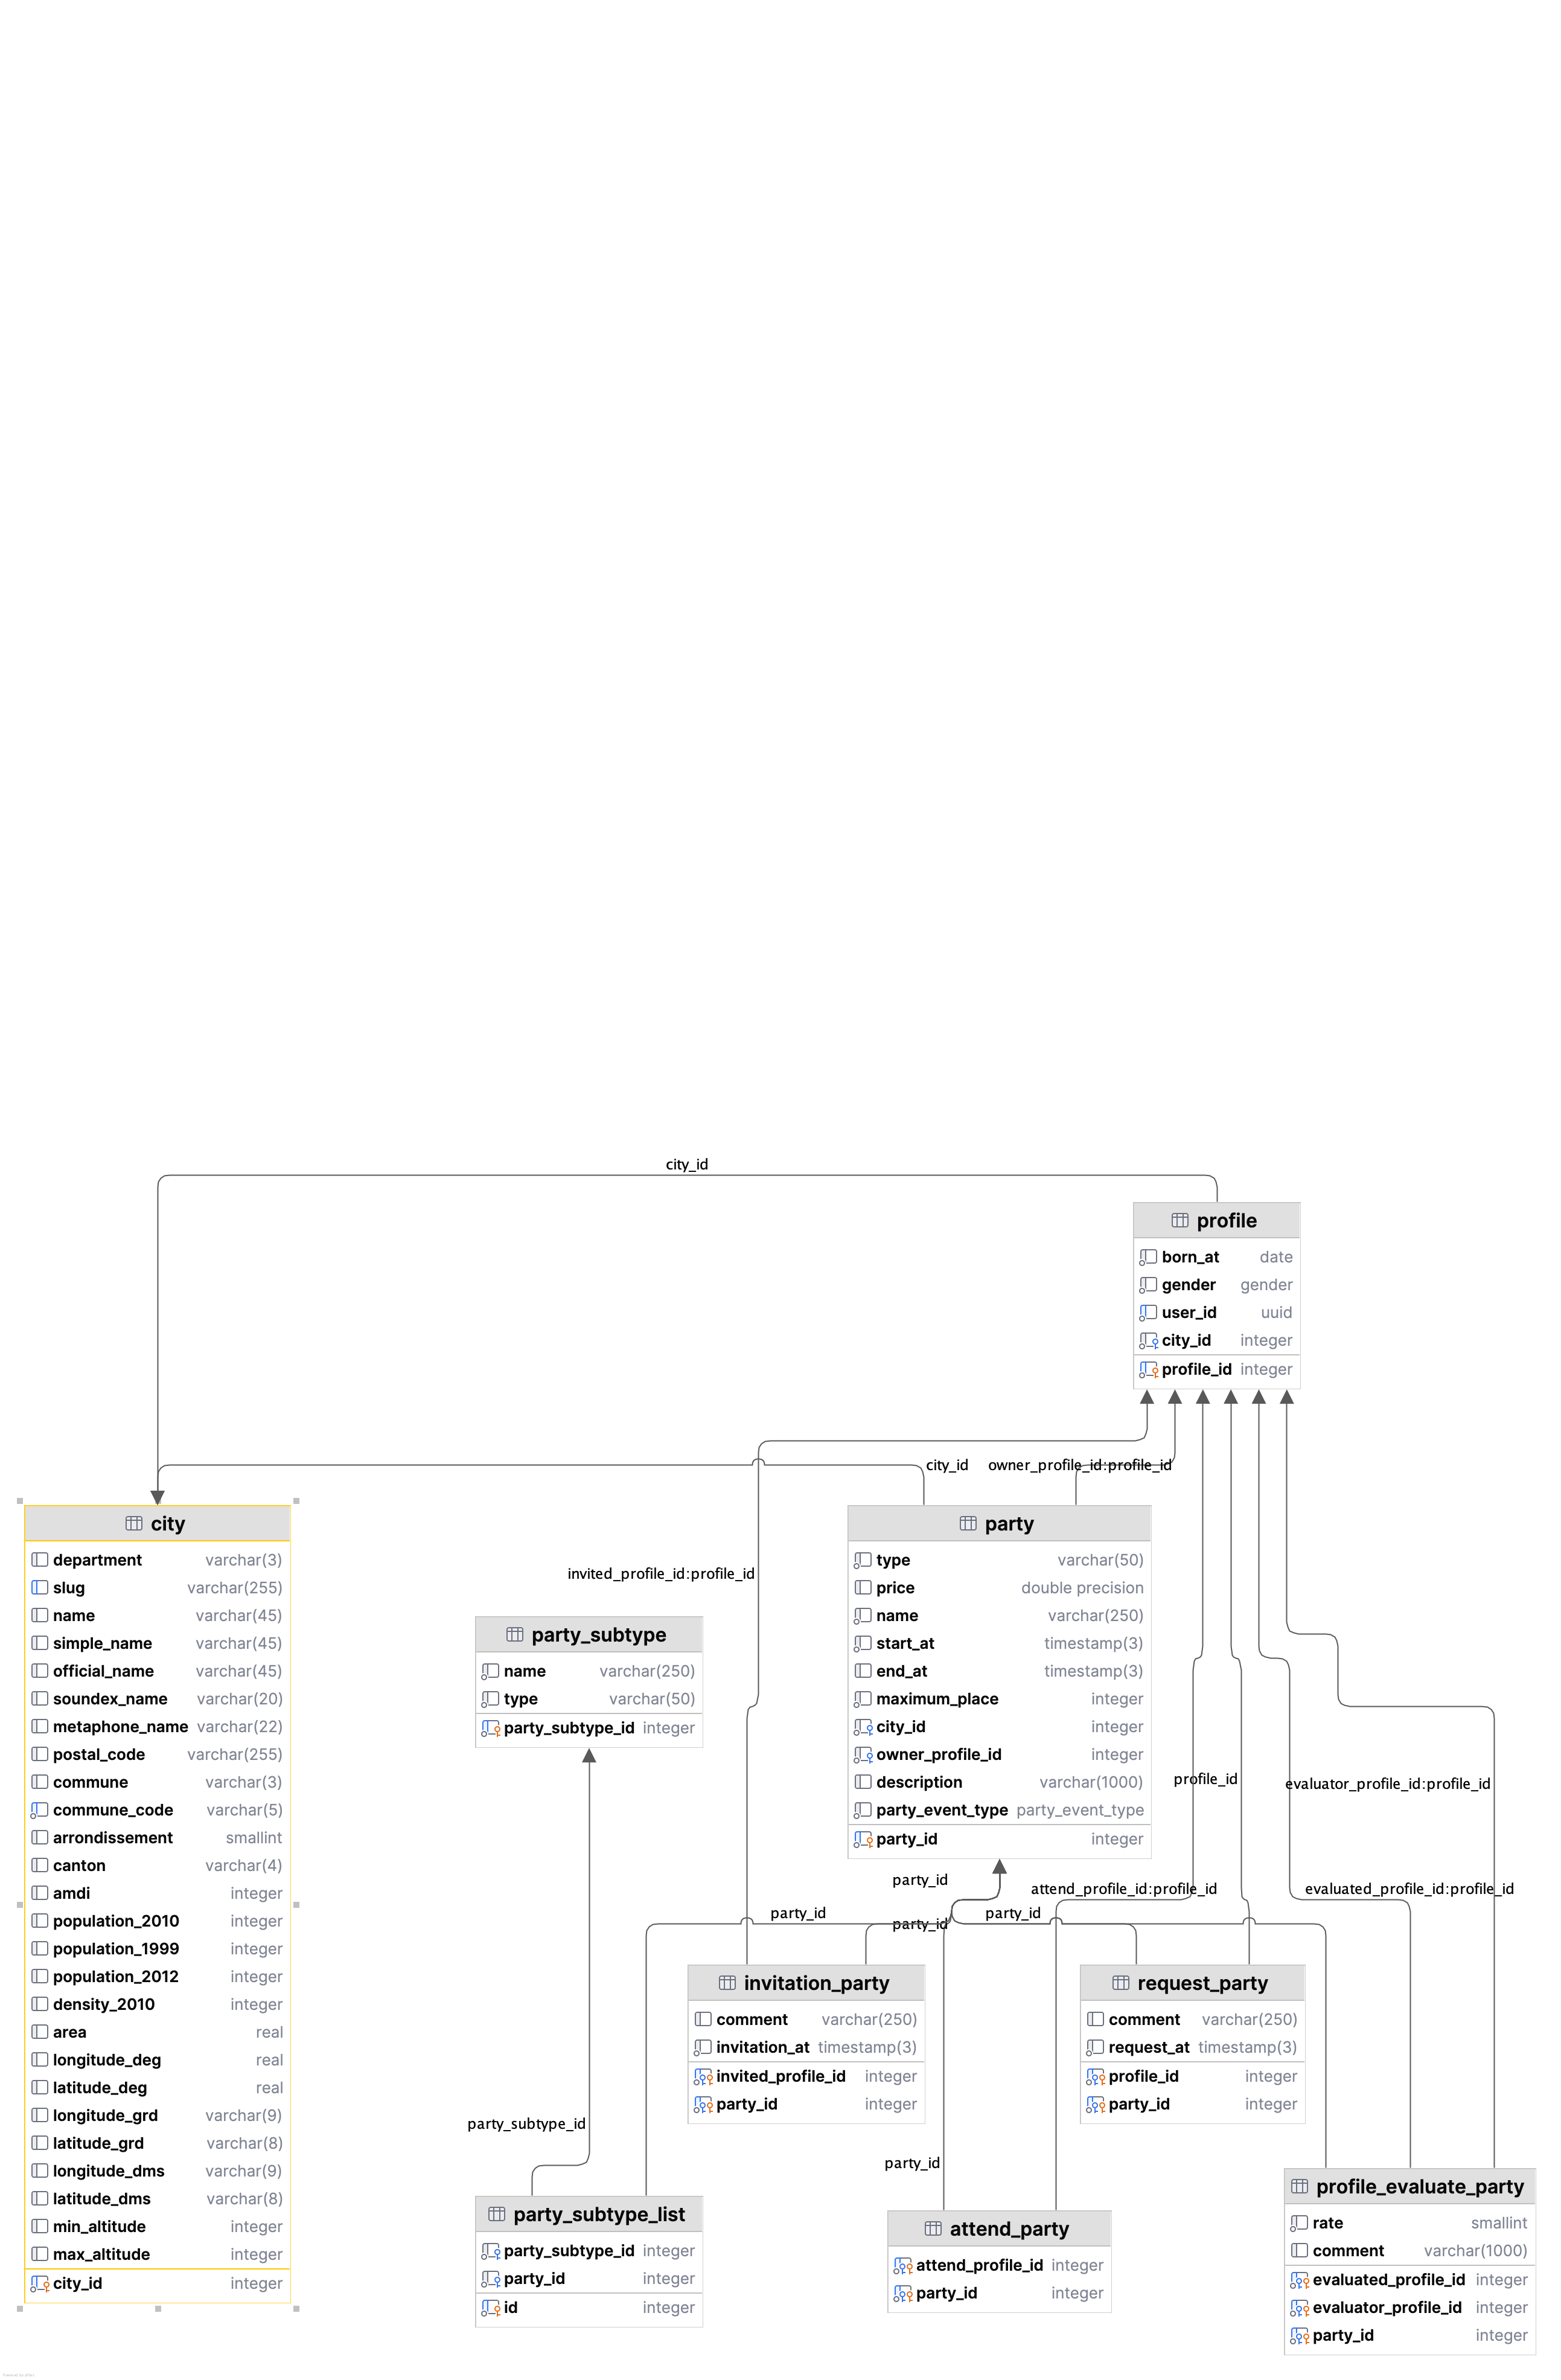 city_id
profile
born_at date
gender gender
user_id uuid
city_id integer
profile_id integer
city_id
owner_profile_id:profile_id
invited_profile_id:profile_id
city
department varchar(3)
slug varchar(255)
name varchar(45)
simple_name varchar(45)
official_name varchar(45)
soundex_name varchar(20)
metaphone_name varchar(22)
postal_code varchar(255)
commune varchar(3)
commune_code varchar(5)
arrondissement smallint
canton varchar(4)
amdi integer
population_2010 integer
population_1999 integer
population_2012 integer
density_2010 integer
area real
longitude_deg real
latitude_deg real
longitude_grd varchar(9)
latitude_grd varchar(8)
longitude_dms varchar(9)
latitude_dms varchar(8)
min_altitude integer
max_altitude integer
city_id integer
party_subtype
name varchar(250)
type varchar(50)
party_subtype_id integer
party
type varchar(50)
price double precision
name varchar(250)
start_at timestamp(3)
end_at timestamp(3)
maximum_place integer
city_id integer
owner_profile_id integer
description varchar(1000)
party_event_type party_event_type
party_id integer
profile_id
evaluator_profile_id:profile_id
party_id
attend_profile_id:profile_id
evaluated_profile_id:profile_id
party_id
party_id
party_id
invitation_party
comment varchar(250)
invitation_at timestamp(3)
invited_profile_id integer
party_id integer
request_party
comment varchar(250)
request_at timestamp(3)
profile_id integer
party_id integer
party_subtype_id
party_id
party_subtype_list
party_subtype_id integer
party_id integer
id integer
attend_party
attend_profile_id integer
party_id integer
profile_evaluate_party
rate smallint
comment varchar(1000)
evaluated_profile_id integer
evaluator_profile_id integer
party_id integer